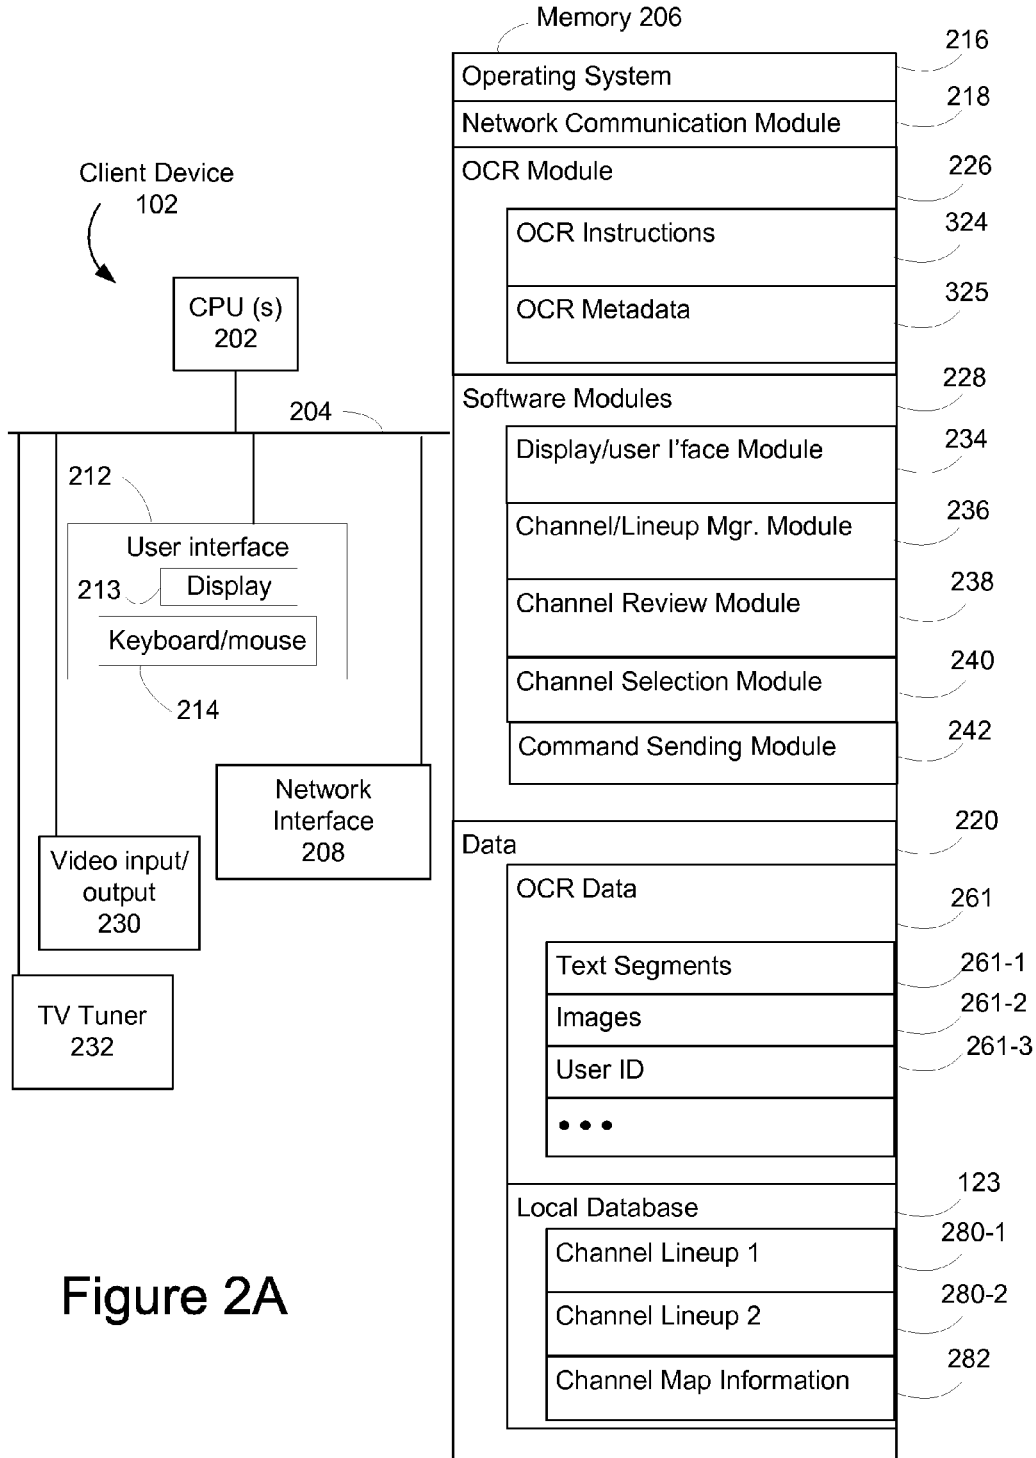 Memory 206
216
Operating System
218
Network Communication Module
Client Device
102
OCR Module
226
OCR Instructions
324
OCR Metadata
325
CPU (s)
202
Software Modules
228
204
Display/user I'face Module
234
212
Channel/Lineup Mgr. Module
236
User interface
213
Display
Channel Review Module
238
Keyboard/mouse
214
Channel Selection Module
240
Command Sending Module
242
Network
Interface
208
Data
220
Video input/
output
230
OCR Data
261
Text Segments
261-1
Images
261-2
TV Tuner
232
User ID
261-3
• • •
Local Database
123
Channel Lineup 1
280-1
Channel Lineup 2
280-2
Channel Map Information
282
Figure 2A